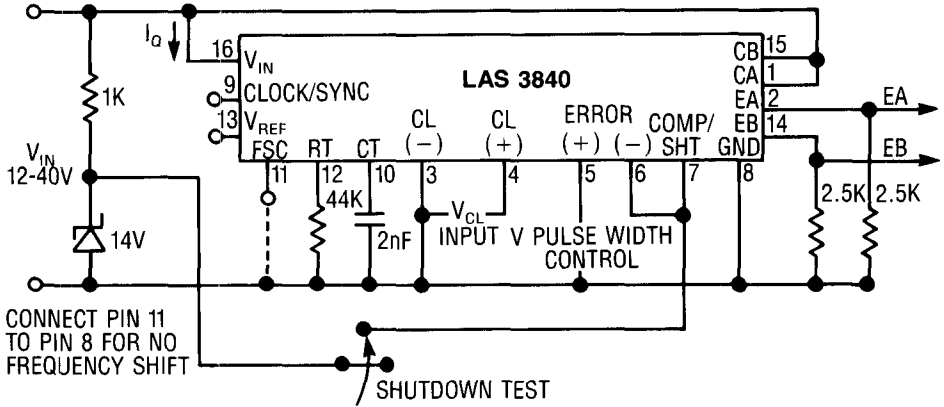 I_Q
16
V_IN
15
CB
LAS 3840
1
CA
9
CLOCK/SYNC
2
EA
EA
1K
13
V_REF
CL
(–)
CL
(+)
ERROR
(+) (–)
COMP/
SHT
14
EB
GND
EB
FSC
RT
CT
V_IN
12-40V
11
12
10
3
4
5
6
7
8
44K
2.5K
2.5K
14V
2nF
V_CL
INPUT V PULSE WIDTH
CONTROL
CONNECT PIN 11
TO PIN 8 FOR NO
FREQUENCY SHIFT
SHUTDOWN TEST